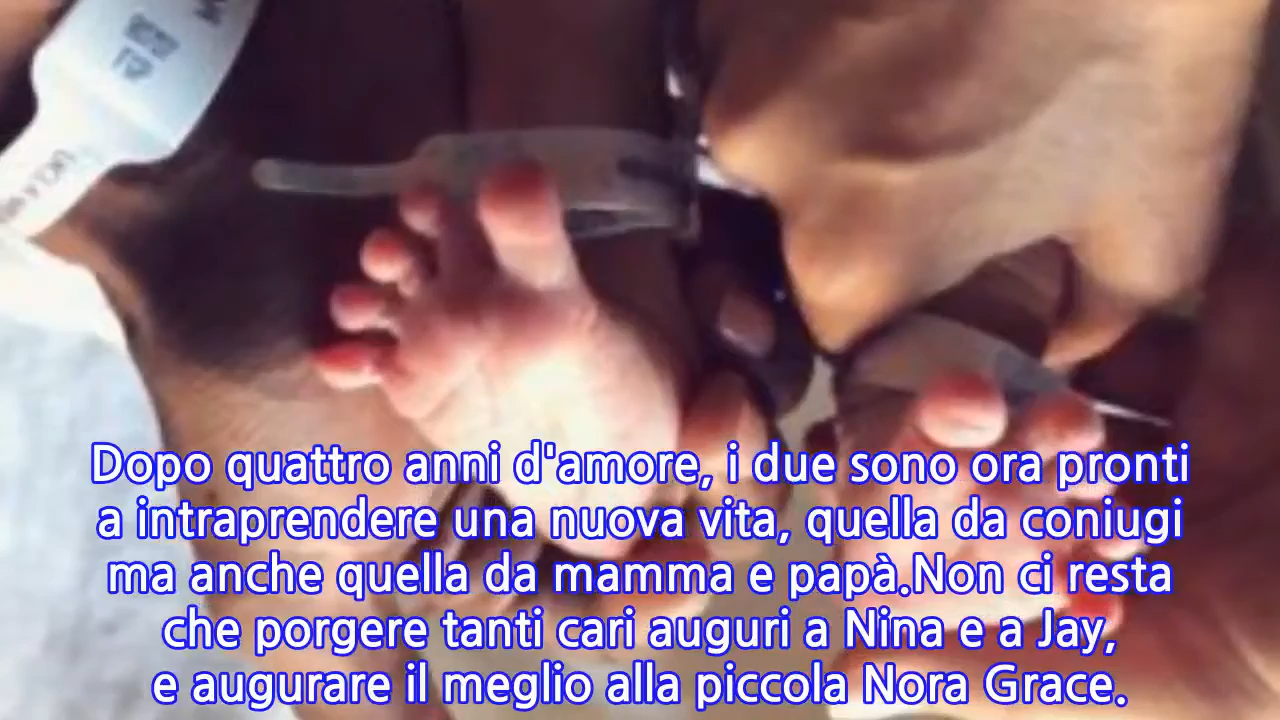 Dopo quattro anni d'amore, i due sono ora pronti
a intraprendere una nuova vita, quella da coniugi
ma anche quella da mamma e papà.Non ci resta
che porgere tanti cari auguri a Nina e a Jay,
e augurare il meglio alla piccola Nora Grace.